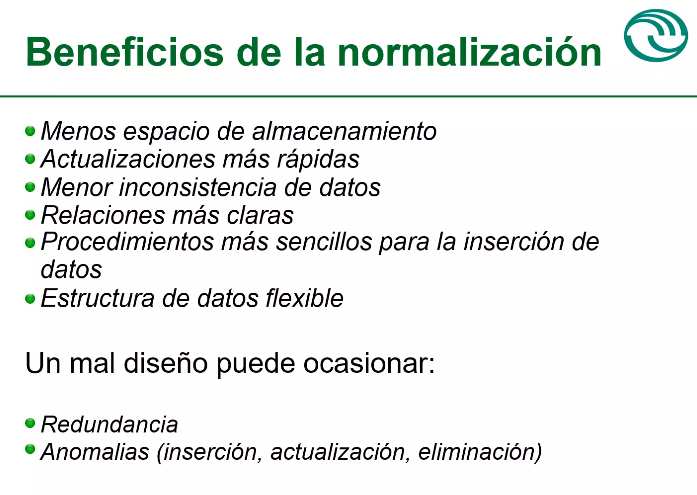 Beneficios de la normalización
Menos espacio de almacenamiento
Actualizaciones más rápidas
Menor inconsistencia de datos
Relaciones más claras
Procedimientos más sencillos para la inserción de
datos
Estructura de datos flexible
Un mal diseño puede ocasionar:
Redundancia
Anomalias (inserción, actualización, eliminación)